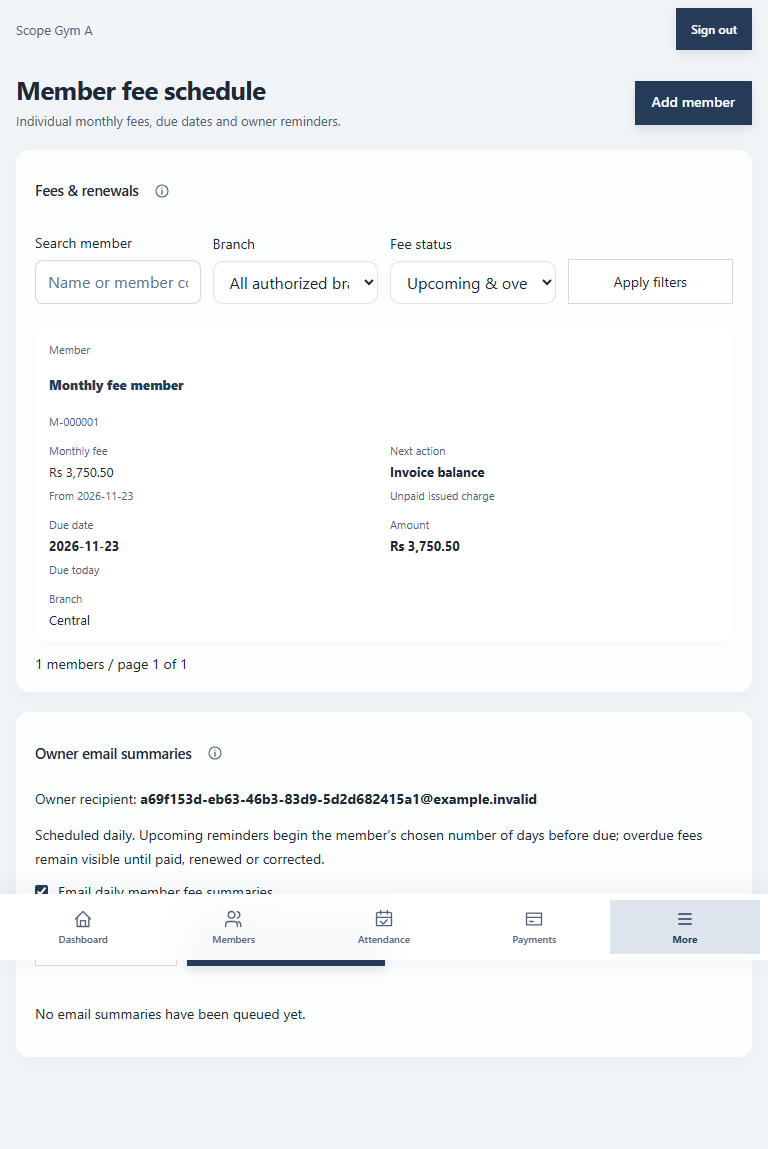 Scope Gym A
Sign out
Member fee schedule
Individual monthly fees, due dates and owner reminders.
Add member
Fees & renewals
Search member
Branch
Fee status
Name or member co
All authorized bra
Upcoming & ove
Apply filters
Member
Monthly fee member
M-000001
Monthly fee
Next action
Rs 3,750.50
Invoice balance
From 2026-11-23
Unpaid issued charge
Due date
Amount
2026-11-23
Rs 3,750.50
Due today
Branch
Central
1 members / page 1 of 1
Owner email summaries
Owner recipient: a69f153d-eb63-46b3-83d9-5d2d682415a1@example.invalid
Scheduled daily. Upcoming reminders begin the member’s chosen number of days before due; overdue fees
remain visible until paid, renewed or corrected.
Email daily member fee summaries
Dashboard
Members
Attendance
Payments
More
No email summaries have been queued yet.